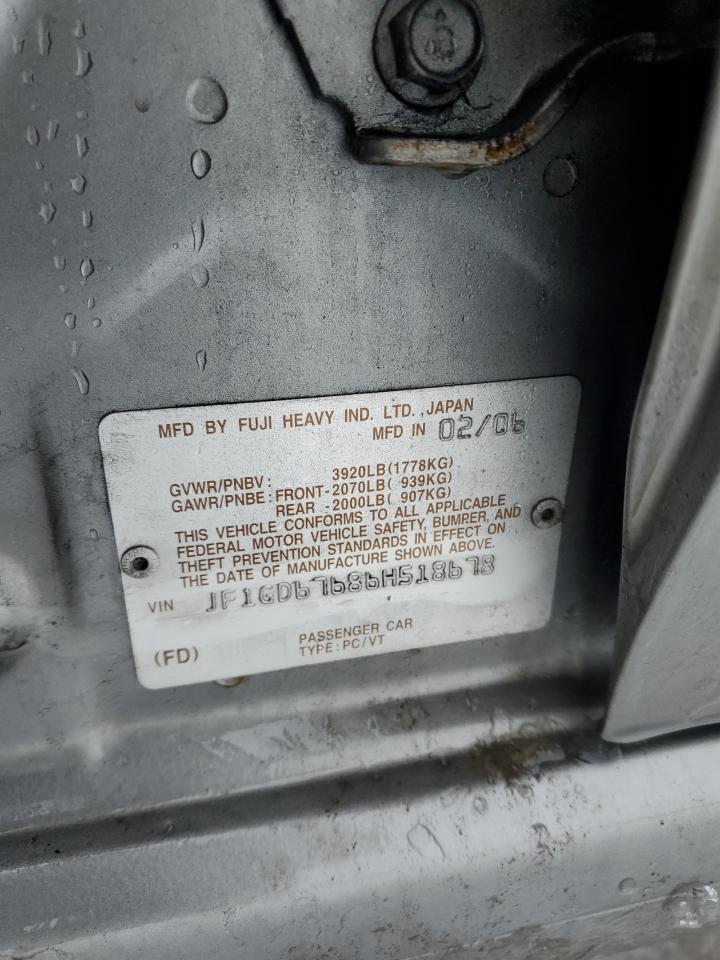 MFD BY FUJI HEAVY IND. LTD. ,JAPAN
MFD IN 02/06
GVWR/PNBV : 3920LB(1778KG)
GAWR/PNBE : FRONT-2070LB( 939KG)
REAR -2000LB( 907KG)
THIS VEHICLE CONFORMS TO ALL APPLICABLE
FEDERAL MOTOR VEHICLE SAFETY, BUMPER, AND
THEFT PREVENTION STANDARDS IN EFFECT ON
THE DATE OF MANUFACTURE SHOWN ABOVE.
VIN JF1GD67686H518678
(FD) PASSENGER CAR
TYPE : PC/VT